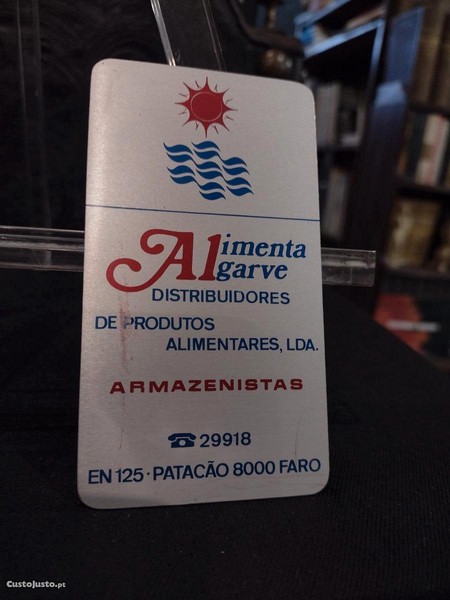 Alimenta
Algarve
DISTRIBUIDORES
DE PRODUTOS
ALIMENTARES, LDA.
ARMAZENISTAS
☎ 29918
EN 125 · PATACÃO 8000 FARO
CustoJusto.pt